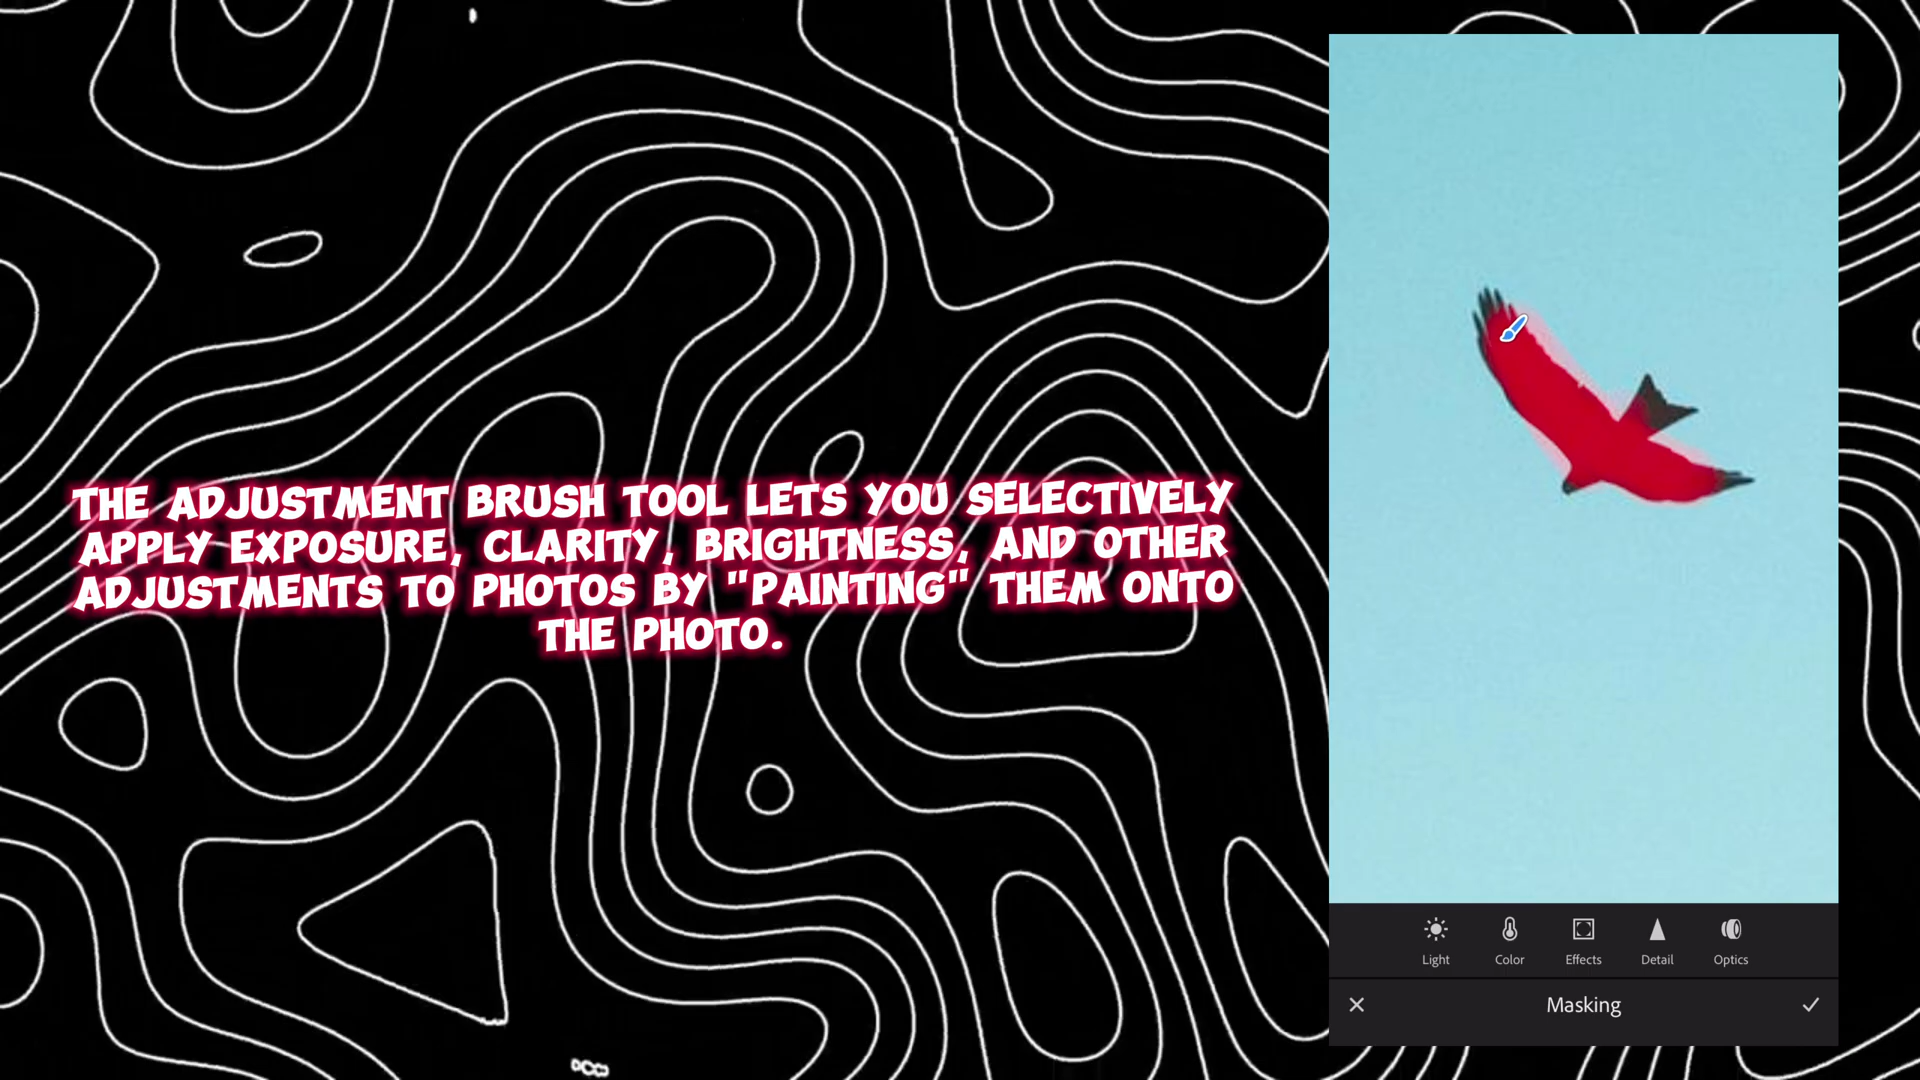 THE ADJUSTMENT BRUSH TOOL LETS YOU SELECTIVELY
APPLY EXPOSURE, CLARITY, BRIGHTNESS, AND OTHER
ADJUSTMENTS TO PHOTOS BY "PAINTING" THEM ONTO
THE PHOTO.
Light Color Effects Detail Optics
Masking